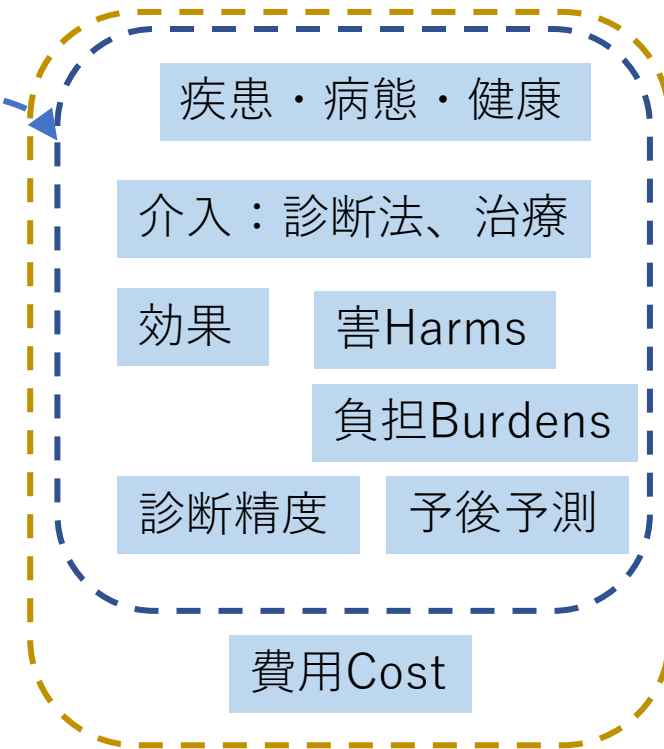 疾患・病態・健康
介入：診断法、治療
効果
害Harms
負担Burdens
診断精度
予後予測
費用Cost